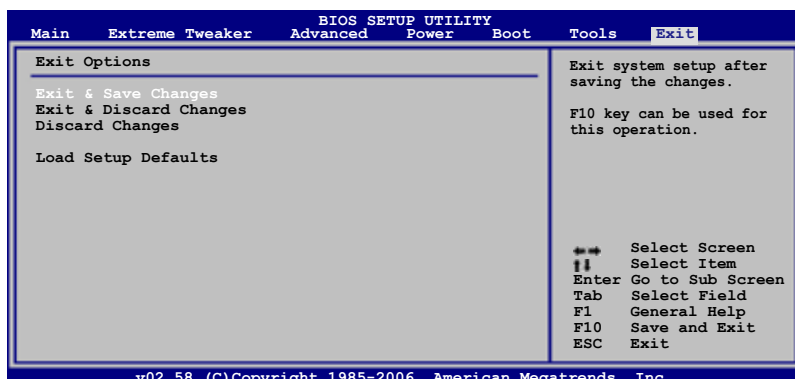 BIOS SETUP UTILITY
Main Extreme Tweaker Advanced Power Boot Tools Exit
Exit Options
Exit & Save Changes
Exit & Discard Changes
Discard Changes
Load Setup Defaults
Exit system setup after
saving the changes.
F10 key can be used for
this operation.
←→ Select Screen
↑↓ Select Item
Enter Go to Sub Screen
Tab Select Field
F1 General Help
F10 Save and Exit
ESC Exit
v02.58 (C)Copyright 1985-2006, American Megatrends, Inc.